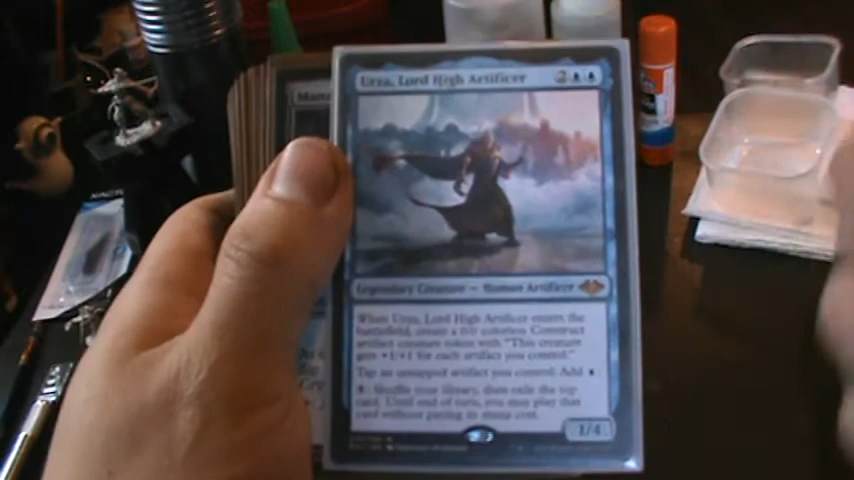 Urza, Lord High Artificer 2
Mana
Legendary Creature — Human Artificer
When Urza, Lord High Artificer enters the
battlefield, create a 0/0 colorless Construct
artifact creature token with "This creature
gets +1/+1 for each artifact you control."
Tap an untapped artifact you control: Add
: Shuffle your library, then exile the top
card. Until end of turn, you may play that
card without paying its mana cost.
1/4